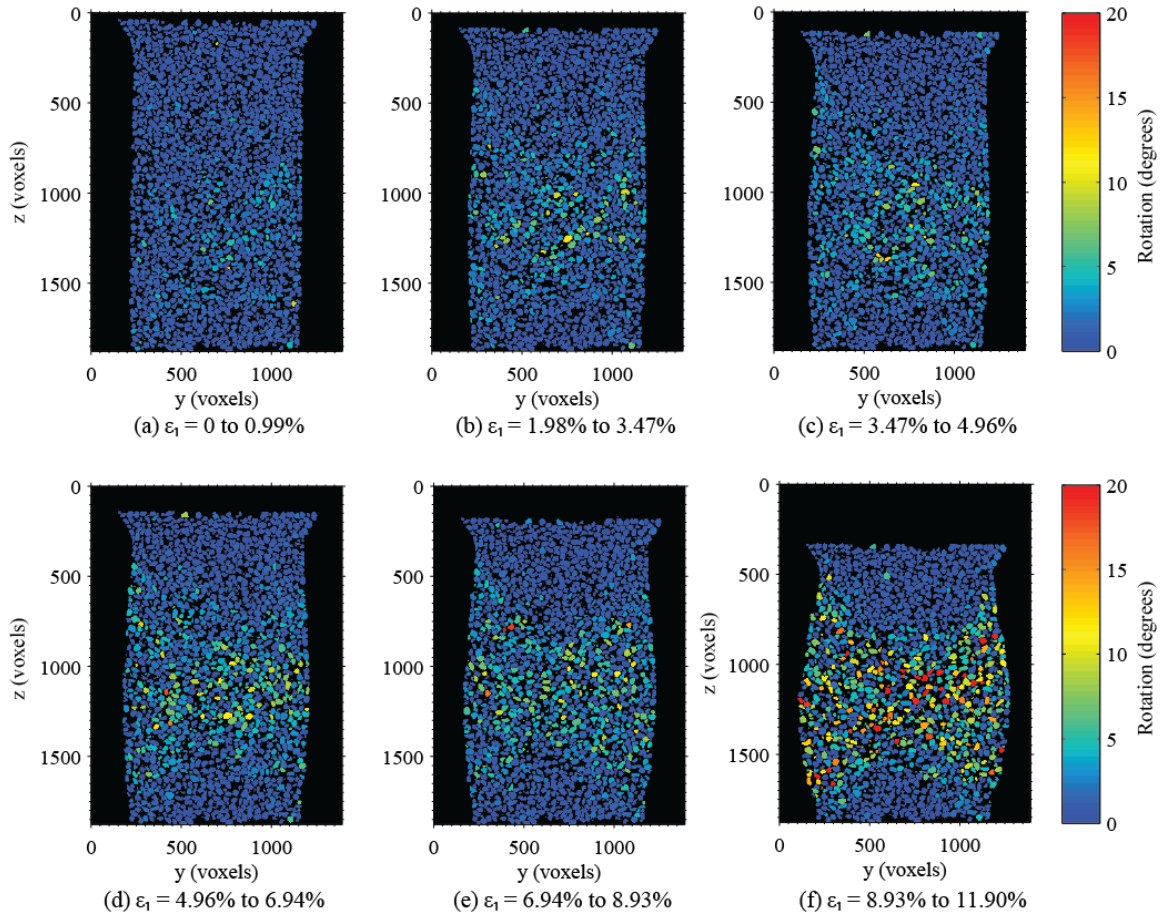 0
500
1000
1500
z (voxels)
0 500 1000
y (voxels)
(a) ε₁ = 0 to 0.99%
0
500
1000
1500
0 500 1000
y (voxels)
(b) ε₁ = 1.98% to 3.47%
0
500
1000
1500
0 500 1000
y (voxels)
(c) ε₁ = 3.47% to 4.96%
20
15
10
5
0
Rotation (degrees)
0
500
1000
1500
z (voxels)
0 500 1000
y (voxels)
(d) ε₁ = 4.96% to 6.94%
0
500
1000
1500
0 500 1000
y (voxels)
(e) ε₁ = 6.94% to 8.93%
0
500
1000
1500
z (voxels)
0 500 1000
y (voxels)
(f) ε₁ = 8.93% to 11.90%
20
15
10
5
0
Rotation (degrees)